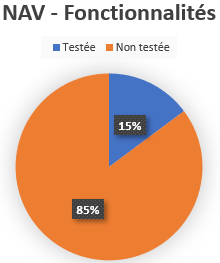 NAV - Fonctionnalités
Testée Non testée
15%
85%